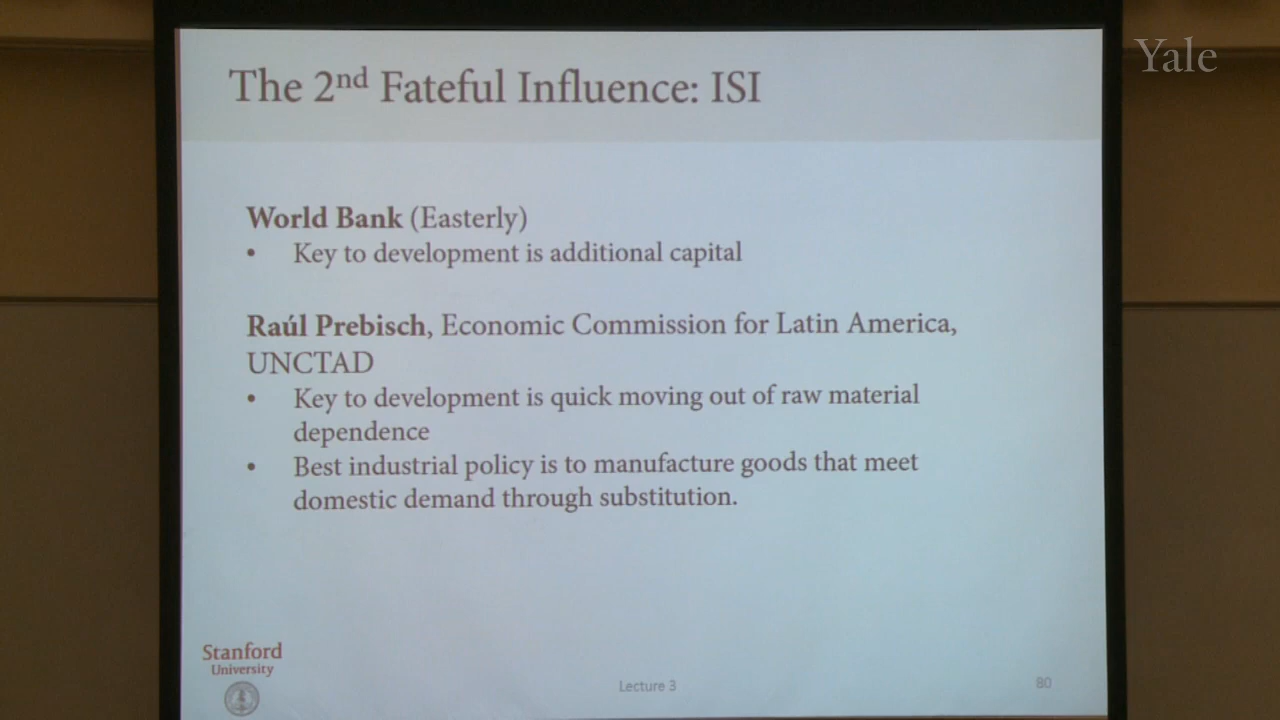 Yale
The 2nd Fateful Influence: ISI
World Bank (Easterly)
• Key to development is additional capital
Raúl Prebisch, Economic Commission for Latin America,
UNCTAD
• Key to development is quick moving out of raw material
dependence
• Best industrial policy is to manufacture goods that meet
domestic demand through substitution.
Stanford
University
Lecture 3
80